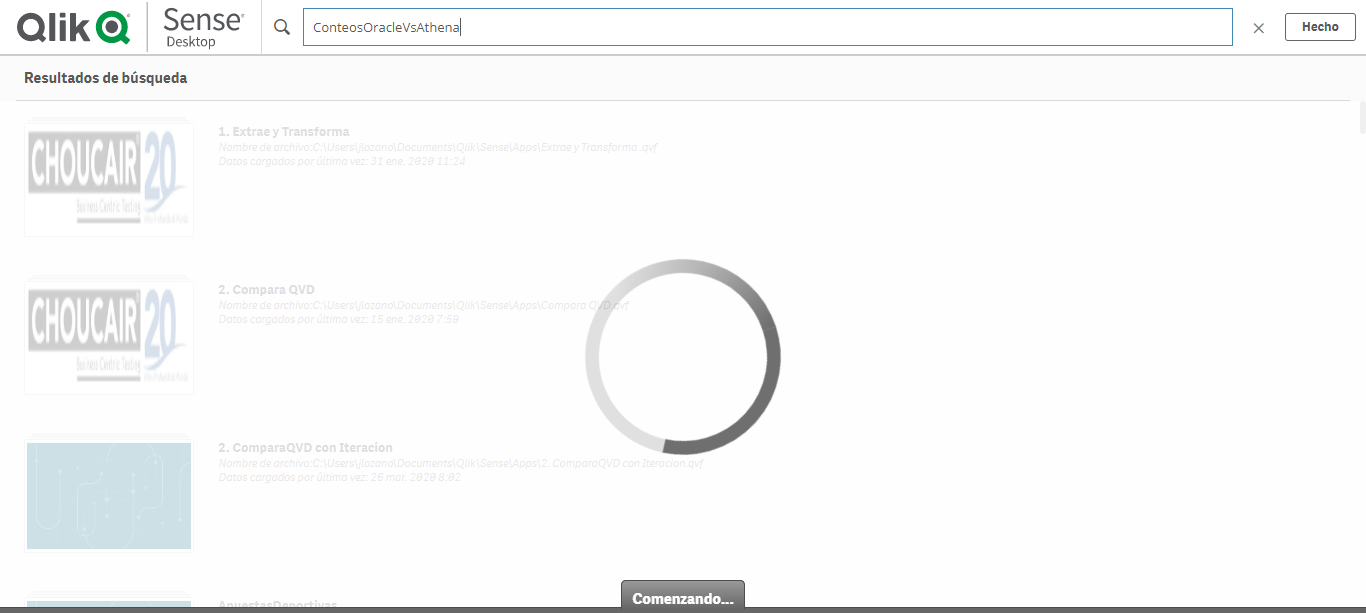 Qlik Q Sense
Desktop
ConteosOracleVsAthena
Hecho
Resultados de búsqueda
1. Extrae y Transforma
Nombre de archivo:C:\Users\jlozano\Documents\Qlik\Sense\Apps\Extrae y Transforma .qvf
Datos cargados por última vez: 31 ene. 2020 11:24
CHOUCAIR 20
Business Centric Testing
2. Compara QVD
Nombre de archivo:C:\Users\jlozano\Documents\Qlik\Sense\Apps\Compara QVD.qvf
Datos cargados por última vez: 15 ene. 2020 7:59
CHOUCAIR 20
Business Centric Testing
2. ComparaQVD con Iteracion
Nombre de archivo:C:\Users\jlozano\Documents\Qlik\Sense\Apps\2. ComparaQVD con Iteracion.qvf
Datos cargados por última vez: 26 mar. 2020 8:02
ApuestasDeportivas
Comenzando...